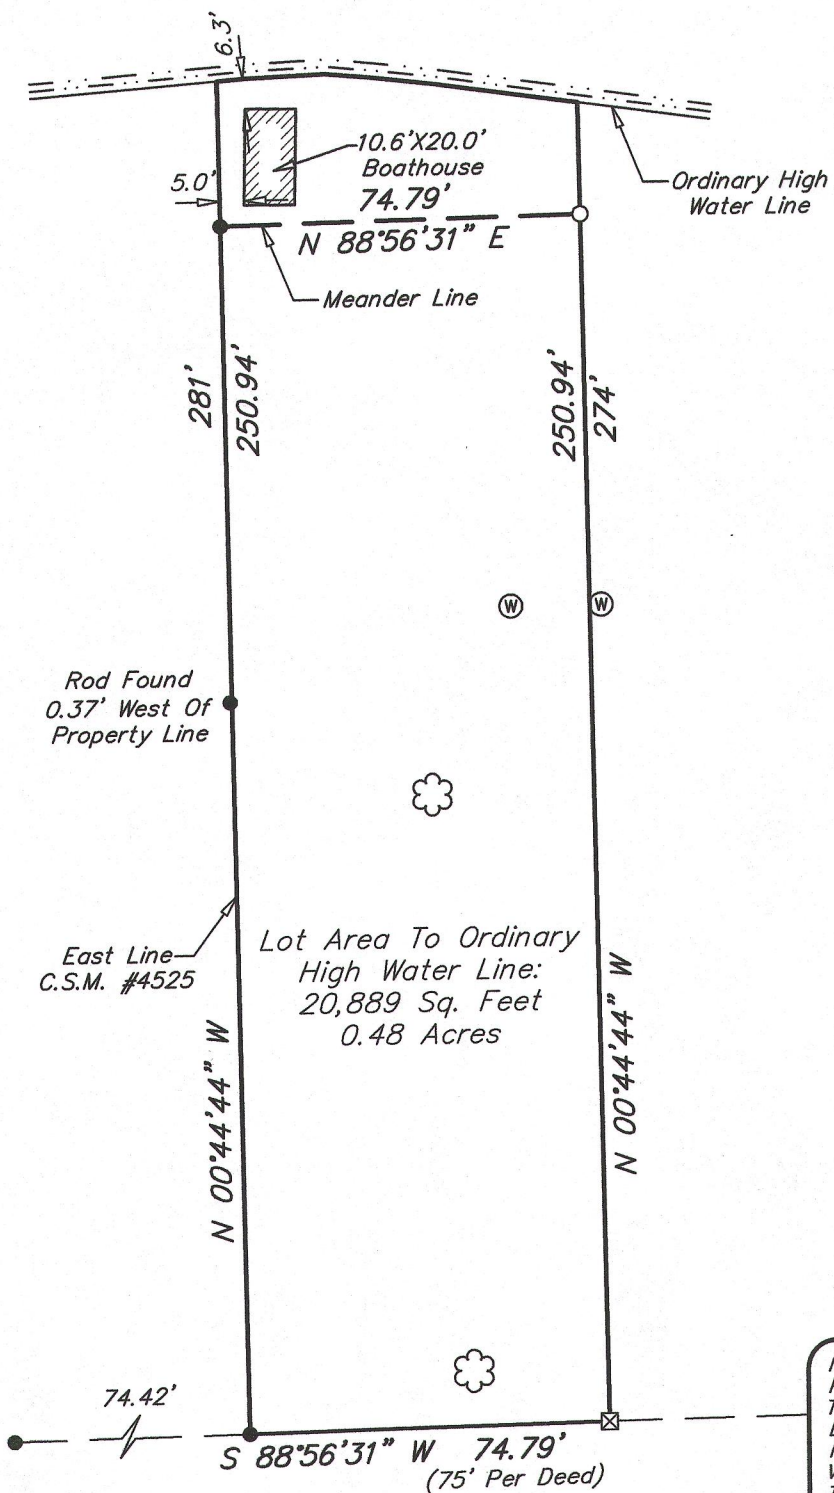 6.3'
10.6'X20.0'
Boathouse
5.0'
74.79'
N 88°56'31" E
Ordinary High
Water Line
Meander Line
281'
250.94'
250.94'
274'
W
W
Rod Found
0.37' West Of
Property Line
East Line
C.S.M. #4525
Lot Area To Ordinary
High Water Line:
20,889 Sq. Feet
0.48 Acres
N 00°44'44" W
N 00°44'44" W
74.42'
S 88°56'31" W 74.79'
(75' Per Deed)